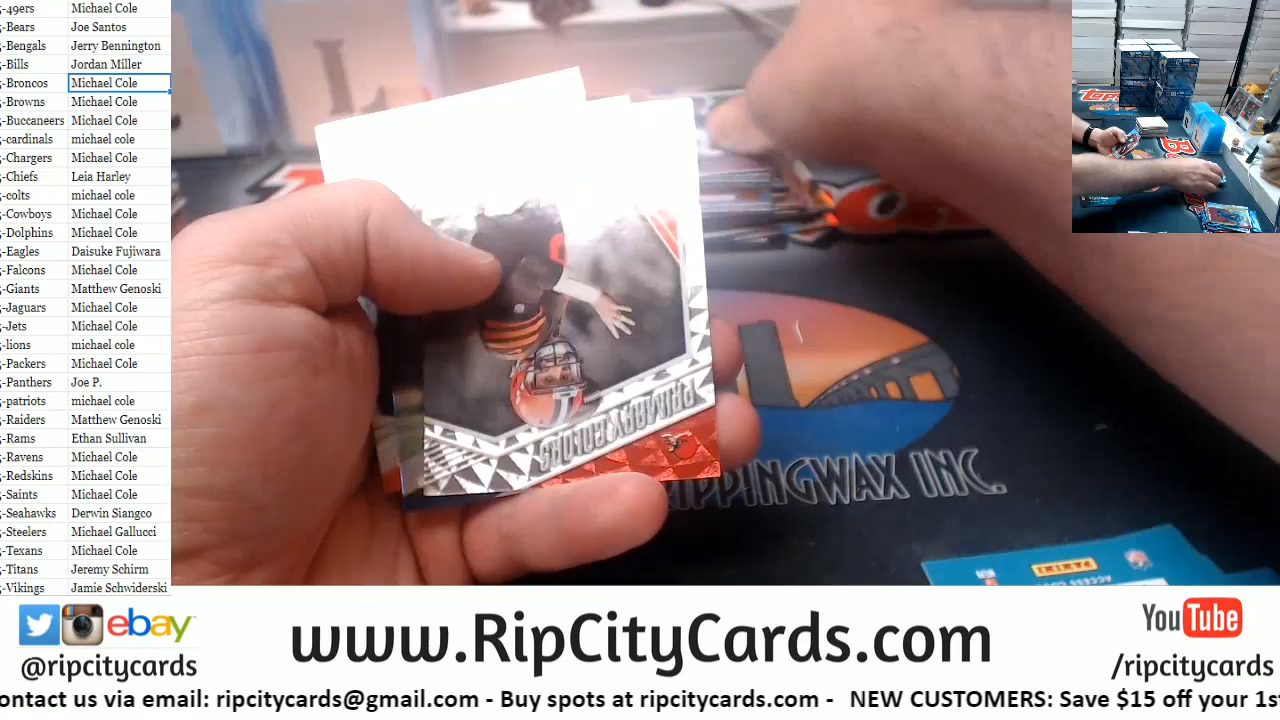 -49ers Michael Cole
-Bears Joe Santos
-Bengals Jerry Bennington
-Bills Jordan Miller
-Broncos Michael Cole
-Browns Michael Cole
-Buccaneers Michael Cole
-cardinals michael cole
-Chargers Michael Cole
-Chiefs Leia Harley
-colts michael cole
-Cowboys Michael Cole
-Dolphins Michael Cole
-Eagles Daisuke Fujiwara
-Falcons Michael Cole
-Giants Matthew Genoski
-Jaguars Michael Cole
-Jets Michael Cole
-lions michael cole
-Packers Michael Cole
-Panthers Joe P.
-patriots michael cole
-Raiders Matthew Genoski
-Rams Ethan Sullivan
-Ravens Michael Cole
-Redskins Michael Cole
-Saints Michael Cole
-Seahawks Derwin Siangco
-Steelers Michael Gallucci
-Texans Michael Cole
-Titans Jeremy Schirm
-Vikings Jamie Schwiderski
PRIMARY COLORS
RIPPINGWAX INC.
PANINI
ebay
@ripcitycards
www.RipCityCards.com
YouTube
/ripcitycards
ontact us via email: ripcitycards@gmail.com - Buy spots at ripcitycards.com - NEW CUSTOMERS: Save $15 off your 1s